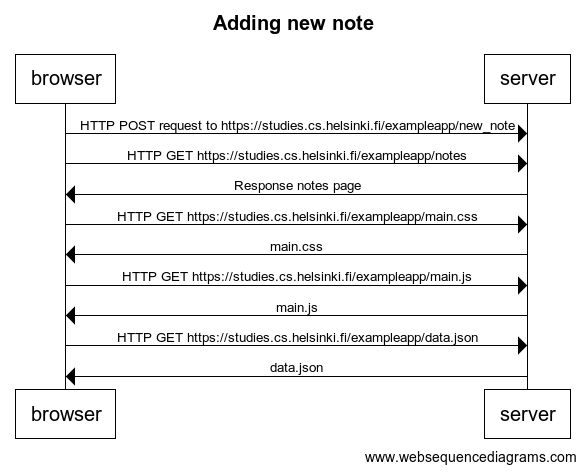 Adding new note
browser server
HTTP POST request to https://studies.cs.helsinki.fi/exampleapp/new_note
HTTP GET https://studies.cs.helsinki.fi/exampleapp/notes
Response notes page
HTTP GET https://studies.cs.helsinki.fi/exampleapp/main.css
main.css
HTTP GET https://studies.cs.helsinki.fi/exampleapp/main.js
main.js
HTTP GET https://studies.cs.helsinki.fi/exampleapp/data.json
data.json
browser server
www.websequencediagrams.com